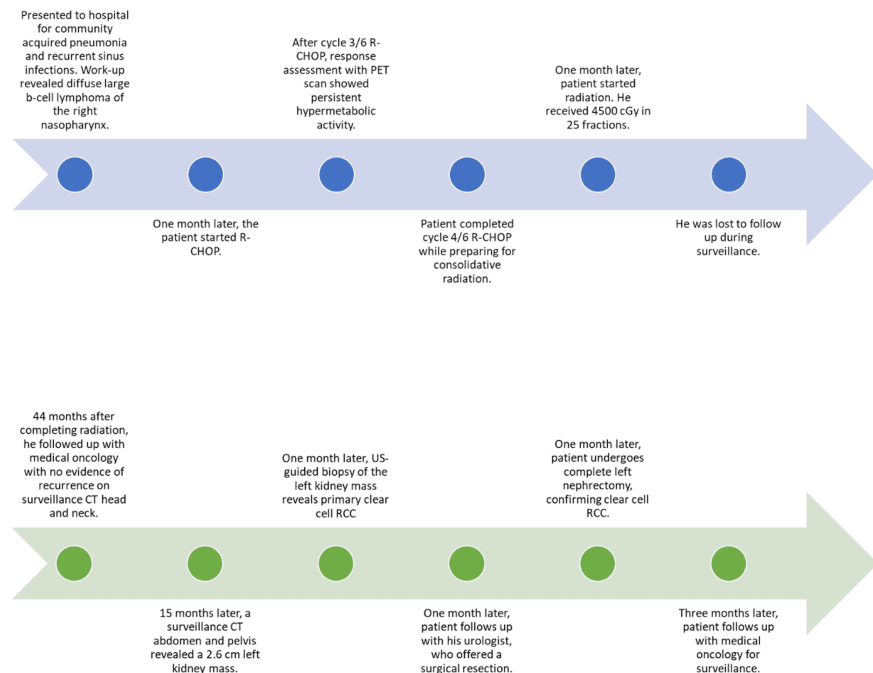 Presented to hospital
for community
acquired pneumonia
and recurrent sinus
infections. Work-up
revealed diffuse large
b-cell lymphoma of
the right
nasopharynx.
One month later, the
patient started R-
CHOP.
After cycle 3/6 R-
CHOP, response
assessment with PET
scan showed
persistent
hypermetabolic
activity.
Patient completed
cycle 4/6 R-CHOP
while preparing for
consolidative
radiation.
One month later,
patient started
radiation. He
received 4500 cGy in
25 fractions.
He was lost to follow
up during
surveillance.
44 months after
completing radiation,
he followed up with
medical oncology
with no evidence of
recurrence on
surveillance CT head
and neck.
15 months later, a
surveillance CT
abdomen and pelvis
revealed a 2.6 cm left
kidney mass.
One month later, US-
guided biopsy of the
left kidney mass
reveals primary clear
cell RCC
One month later,
patient follows up
with his urologist,
who offered a
surgical resection.
One month later,
patient undergoes
complete left
nephrectomy,
confirming clear cell
RCC.
Three months later,
patient follows up
with medical
oncology for
surveillance.